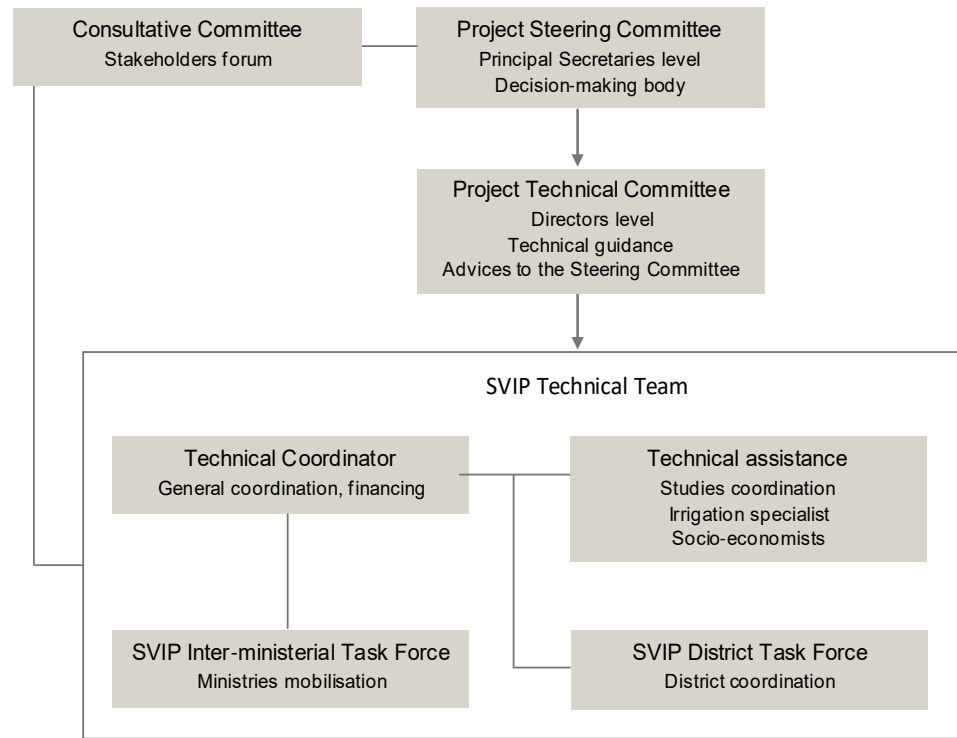 Consultative Committee
Stakeholders forum
Project Steering Committee
Principal Secretaries level
Decision-making body
Project Technical Committee
Directors level
Technical guidance
Advices to the Steering Committee
SVIP Technical Team
Technical Coordinator
General coordination, financing
Technical assistance
Studies coordination
Irrigation specialist
Socio-economists
SVIP Inter-ministerial Task Force
Ministries mobilisation
SVIP District Task Force
District coordination